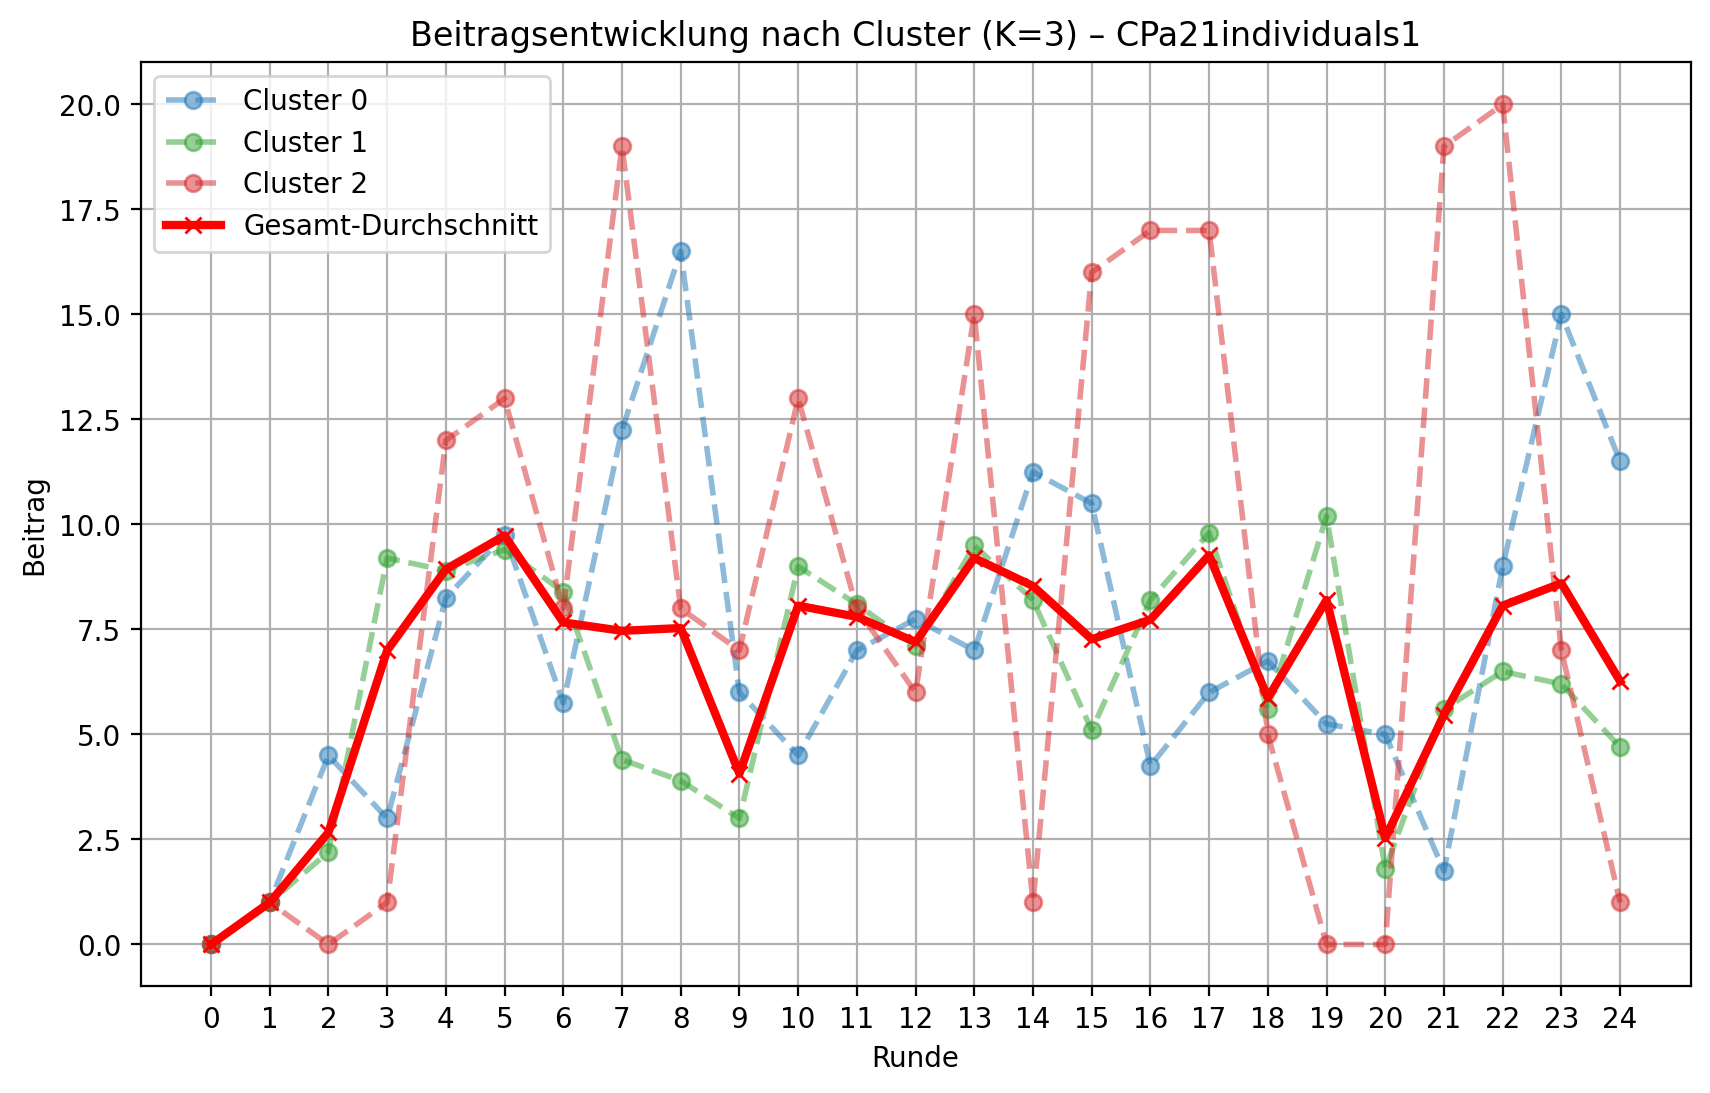 Beitragsentwicklung nach Cluster (K=3) – CPa21individuals1
Cluster 0
Cluster 1
Cluster 2
Gesamt-Durchschnitt
20.0
17.5
15.0
12.5
10.0
7.5
5.0
2.5
0.0
Beitrag
0 1 2 3 4 5 6 7 8 9 10 11 12 13 14 15 16 17 18 19 20 21 22 23 24
Runde